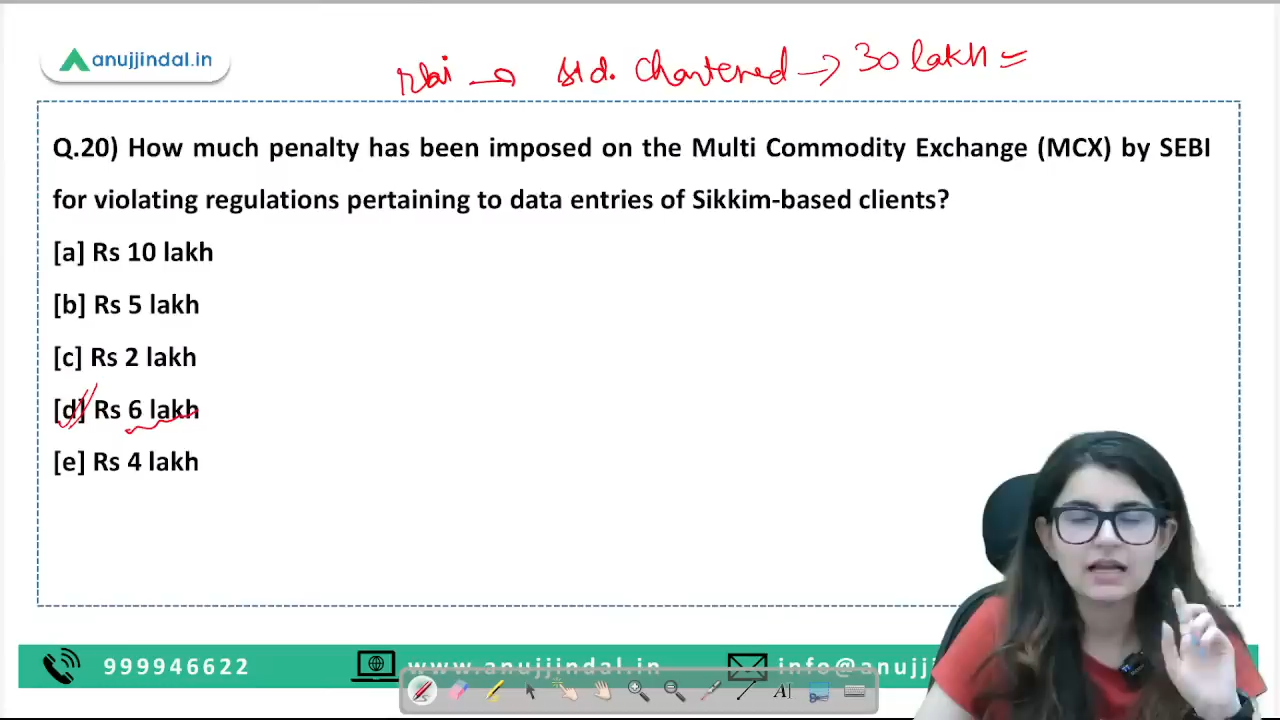 anujjindal.in
rbi → std. Chartered → 30 lakh =
Q.20) How much penalty has been imposed on the Multi Commodity Exchange (MCX) by SEBI
for violating regulations pertaining to data entries of Sikkim-based clients?
[a] Rs 10 lakh
[b] Rs 5 lakh
[c] Rs 2 lakh
[d] Rs 6 lakh
[e] Rs 4 lakh
999946622
www.anujjindal.in
info@anujji
A